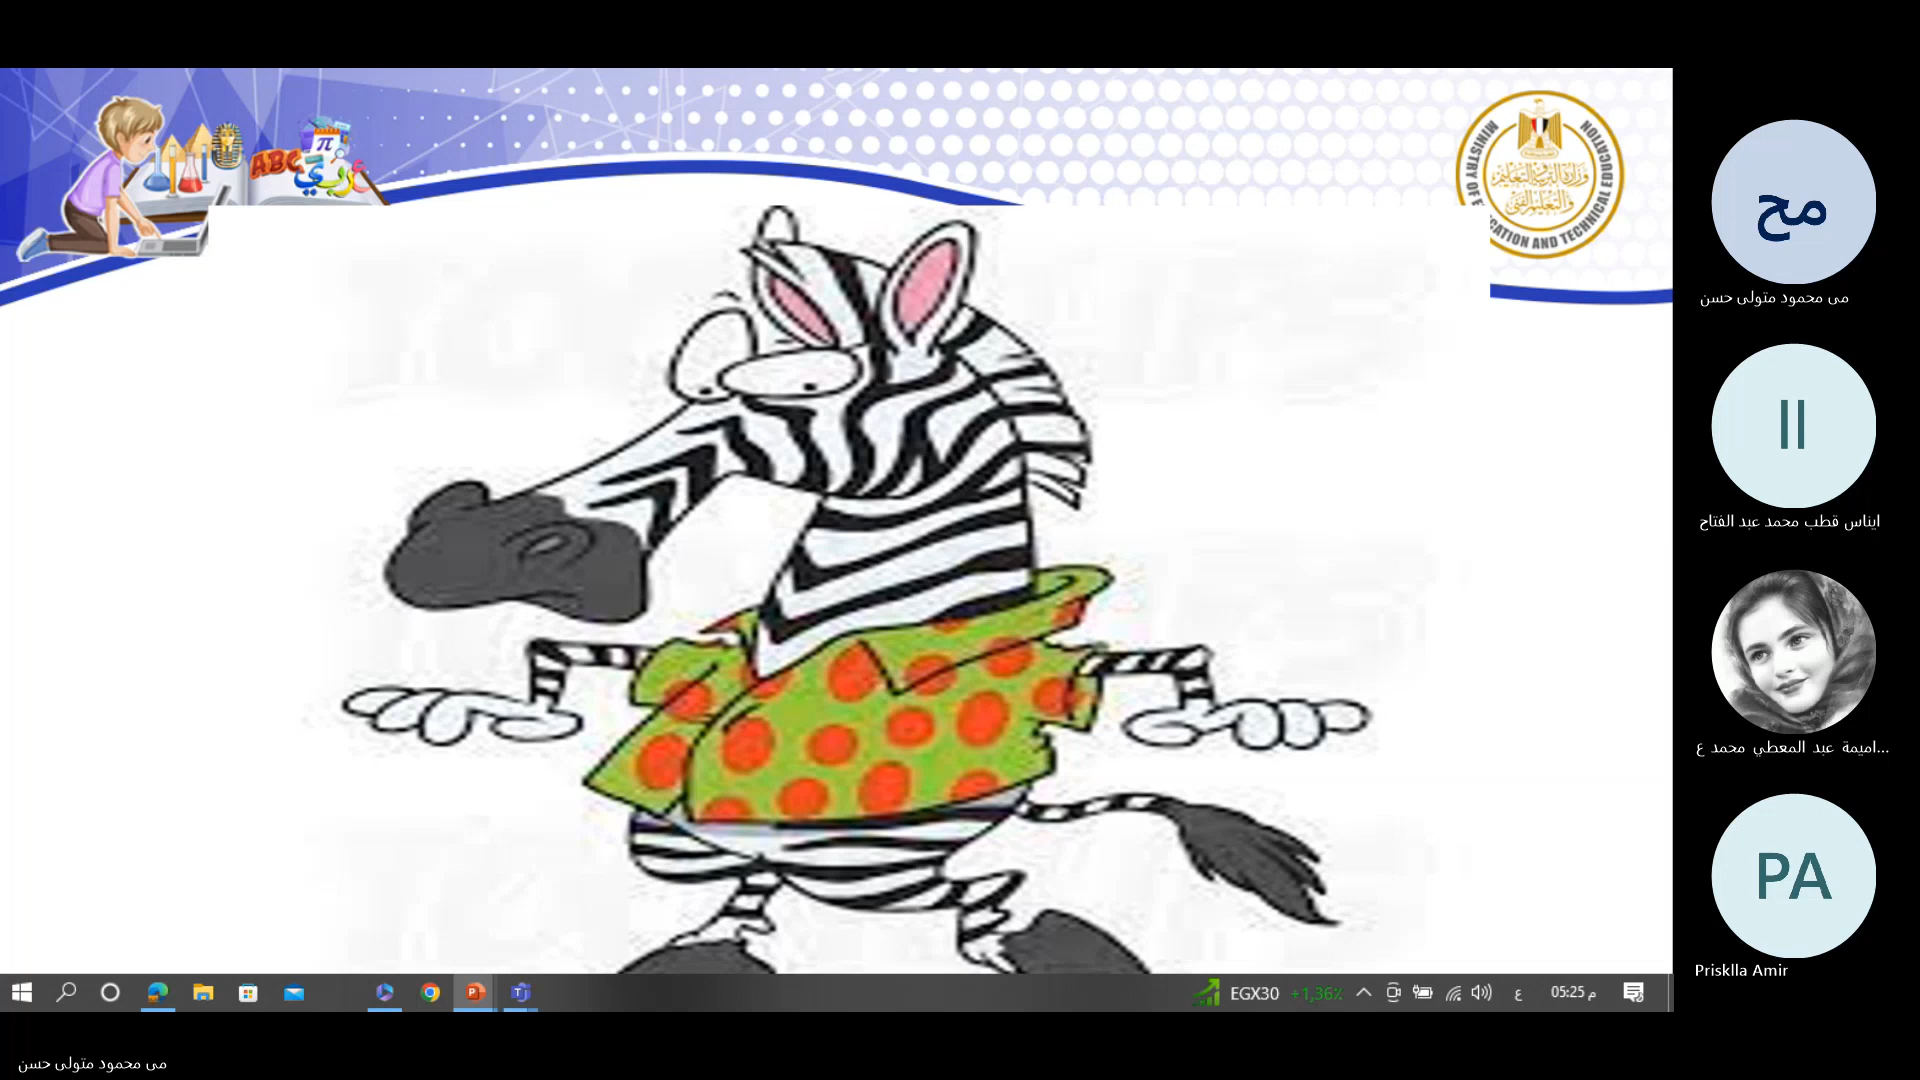 ABC
عربي
π
MINISTRY OF E
CATION AND TECHNICAL EDUCATION
وزارة التربية والتعليم
والتعليم الفني
مح
مى محمود متولى حسن
اا
ايناس قطب محمد عبد الفتاح
اميمة عبد المعطي محمد ع...
PA
Prisklla Amir
EGX30 +1,36%
ع
05:25 م
مى محمود متولى حسن